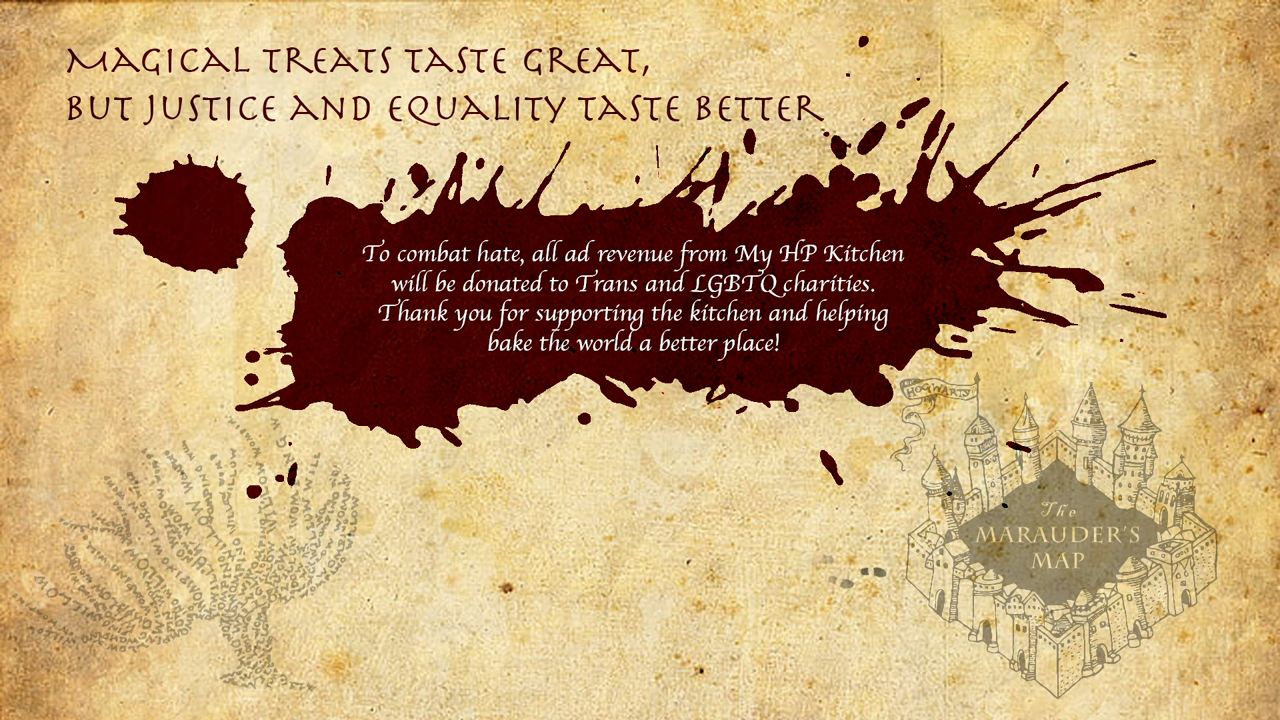 MAGICAL TREATS TASTE GREAT,
BUT JUSTICE AND EQUALITY TASTE BETTER
To combat hate, all ad revenue from My HP Kitchen
will be donated to Trans and LGBTQ charities.
Thank you for supporting the kitchen and helping
bake the world a better place!
HOGWARTS
The
MARAUDER'S
MAP